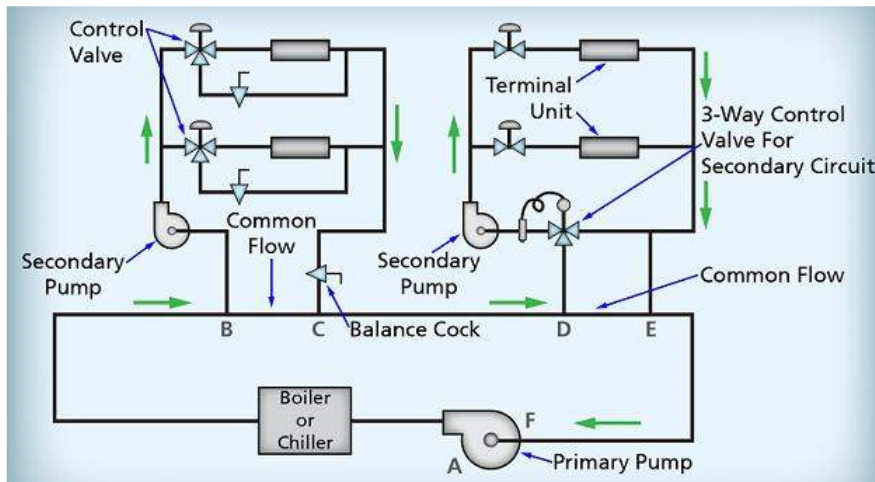 Control
Valve
Terminal
Unit
3-Way Control
Valve For
Secondary Circuit
Common
Flow
Secondary
Pump
Secondary
Pump
Common Flow
B
C
Balance Cock
D
E
Boiler
or
Chiller
F
A
Primary Pump